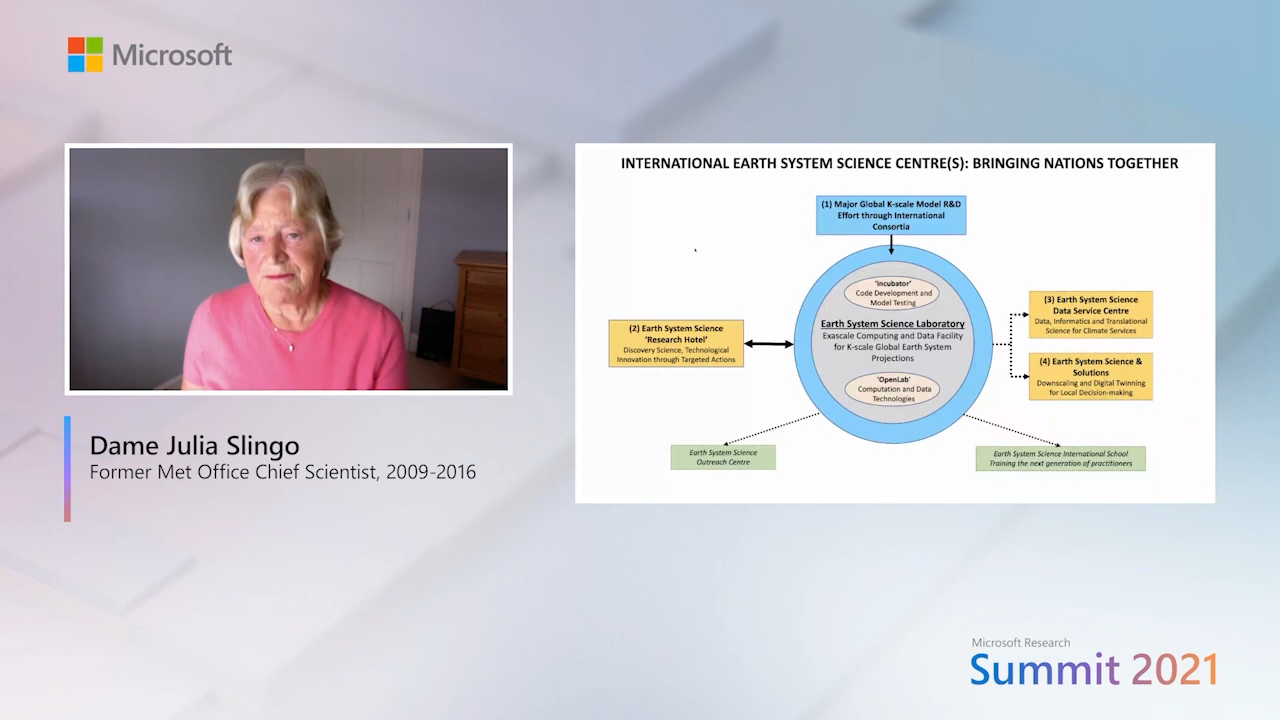 Microsoft
INTERNATIONAL EARTH SYSTEM SCIENCE CENTRE(S): BRINGING NATIONS TOGETHER
(1) Major Global K-scale Model R&D
Effort through International
Consortia
'Incubator'
Code Development and
Model Testing
Earth System Science Laboratory
Exascale Computing and Data Facility
for K-scale Global Earth System
Projections
'OpenLab'
Computation and Data
Technologies
(2) Earth System Science
'Research Hotel'
Discovery Science, Technological
Innovation through Targeted Actions
(3) Earth System Science
Data Service Centre
Data, Informatics and Translational
Science for Climate Services
(4) Earth System Science &
Solutions
Downscaling and Digital Twinning
for Local Decision-making
Earth System Science
Outreach Centre
Earth System Science International School
Training the next generation of practitioners
Dame Julia Slingo
Former Met Office Chief Scientist, 2009-2016
Microsoft Research
Summit 2021